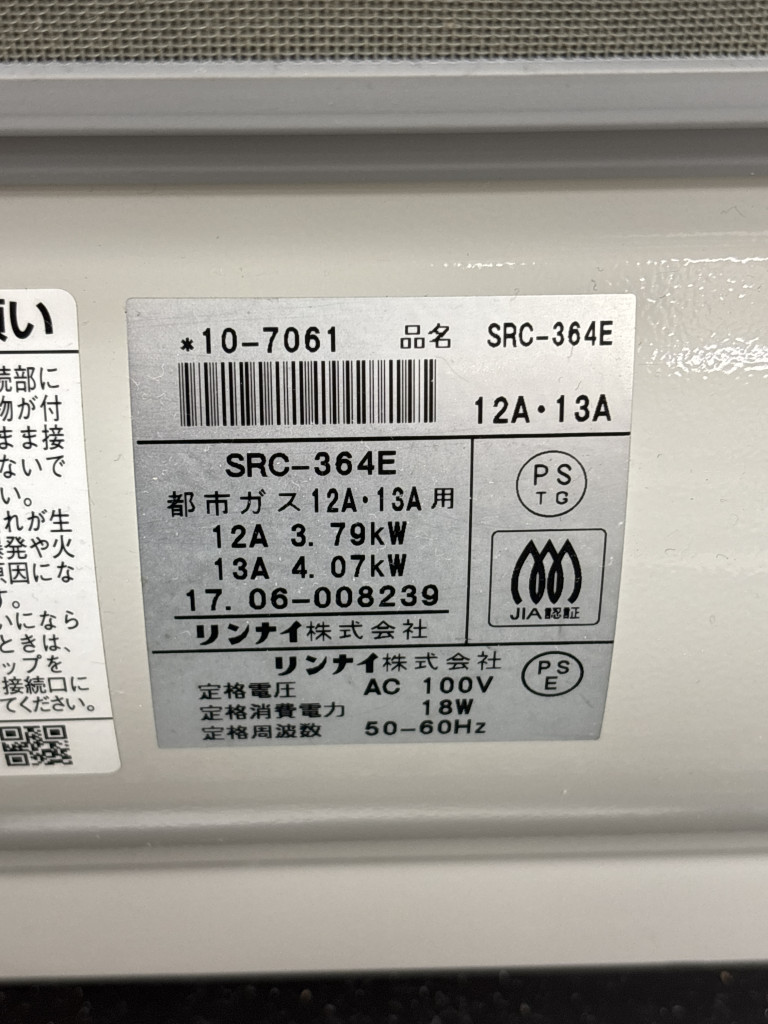 願い
続部に
物が付
まま接
ないで
い。
れが生
爆発や火
原因にな
す。
いになら
ときは、
ップを
接続口に
てください。
*10-7061 品名 SRC-364E
12A・13A
SRC-364E
都市ガス12A・13A用
12A 3.79kW
13A 4.07kW
17.06-008239
リンナイ株式会社
PS
TG
JIA認証
リンナイ株式会社
定格電圧 AC 100V
定格消費電力 18W
定格周波数 50-60Hz
PS
E